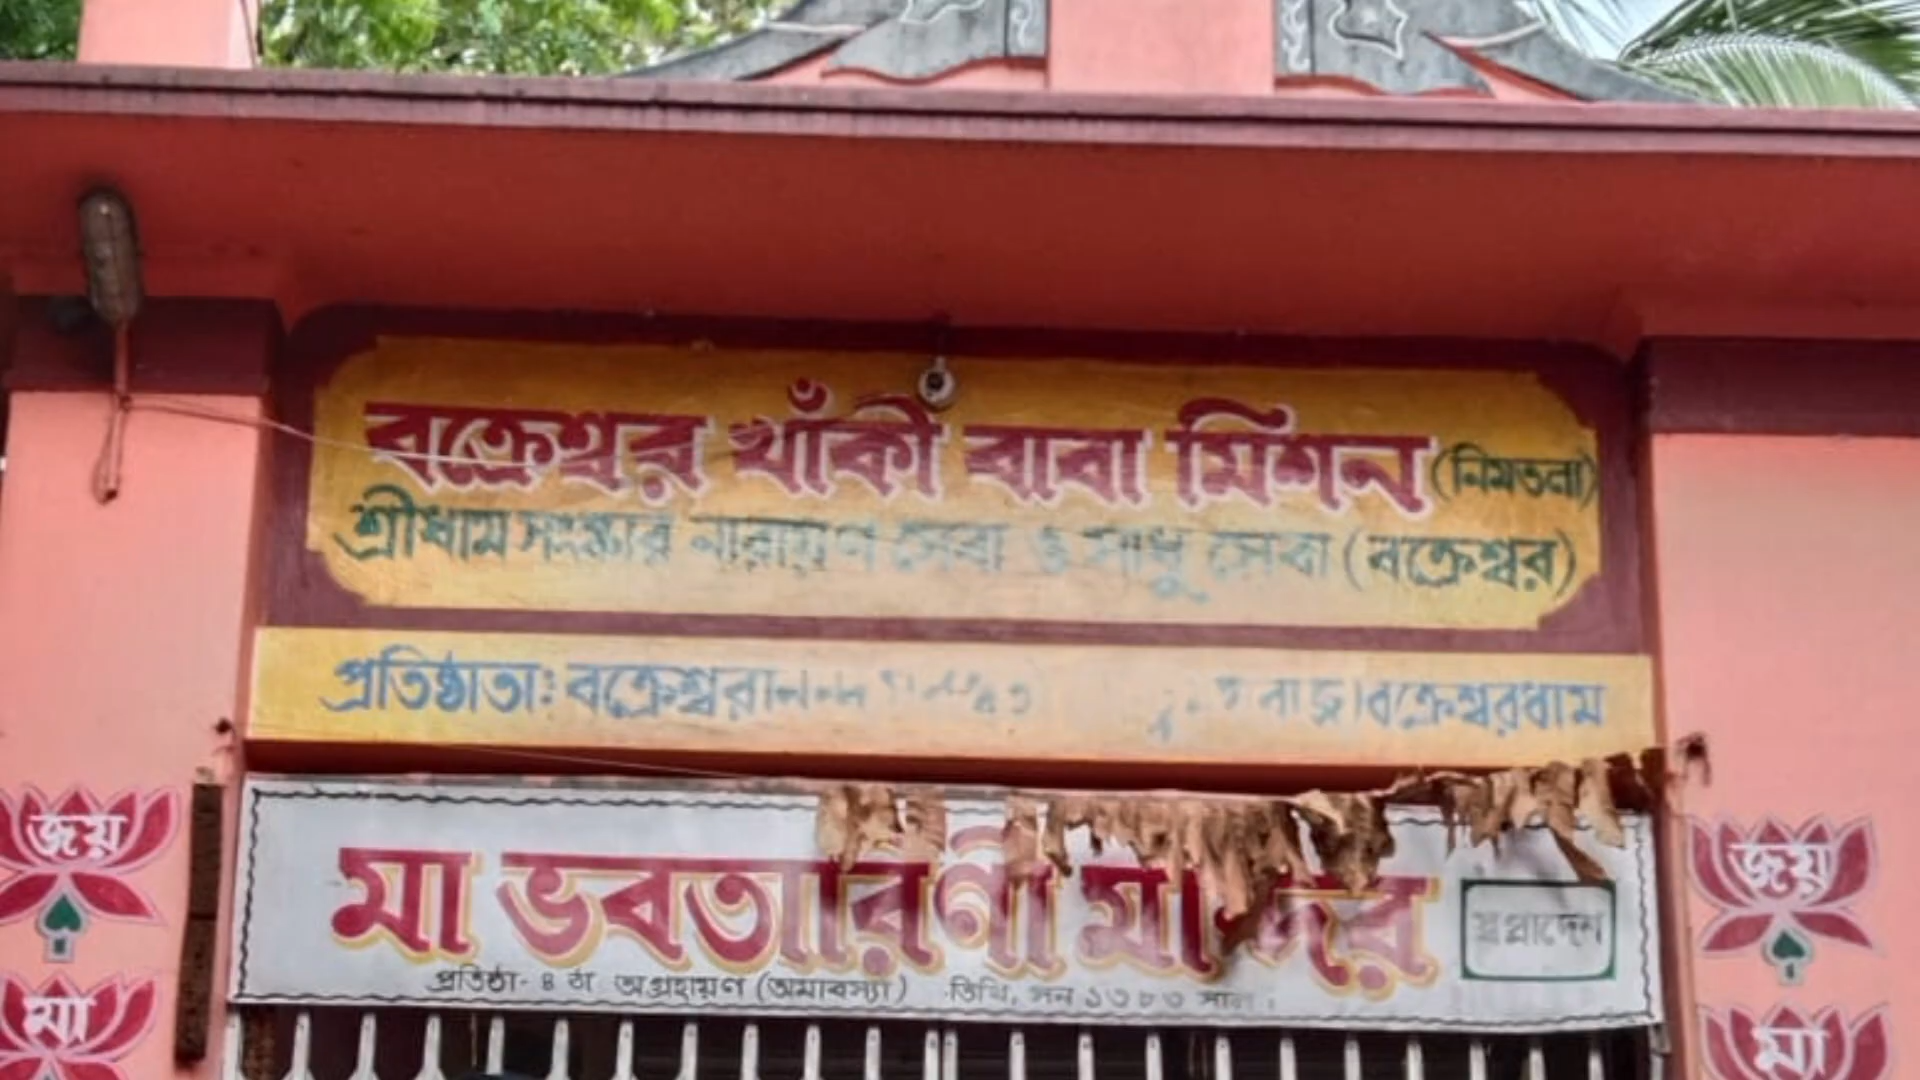 বক্রেশ্বর খাঁকী বাবা মিশন (নিমতলা)
শ্রীধাম সংস্কার নারায়ণ সেবা ও সাধু সেবা (বক্রেশ্বর)
প্রতিষ্ঠাতা: বক্রেশ্বরানন্দ বক্রেশ্বরধাম
মা ভবতারিণী মন্দির
স্বপ্নাদেশ
প্রতিষ্ঠা- ৪ ঠা অগ্রহায়ণ (অমাবস্যা) তিথি, সন ১৩৮৩ সাল
জয়
মা
জয়
মা